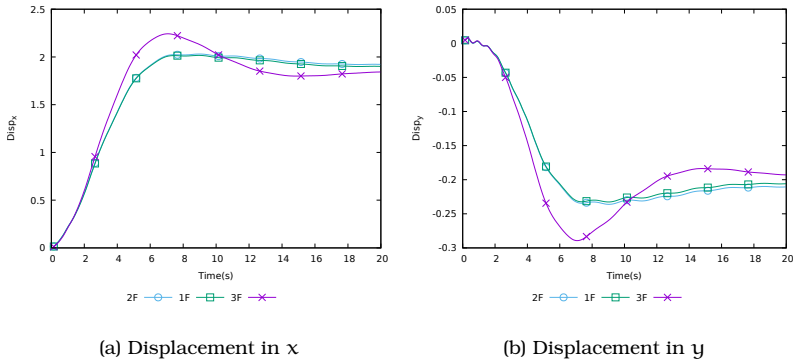 2.5
2
1.5
1
0.5
0
Dispx
0 2 4 6 8 10 12 14 16 18 20
Time(s)
2F 1F 3F
(a) Displacement in x
0.05
0
-0.05
-0.1
-0.15
-0.2
-0.25
-0.3
Dispy
0 2 4 6 8 10 12 14 16 18 20
Time(s)
2F 1F 3F
(b) Displacement in y